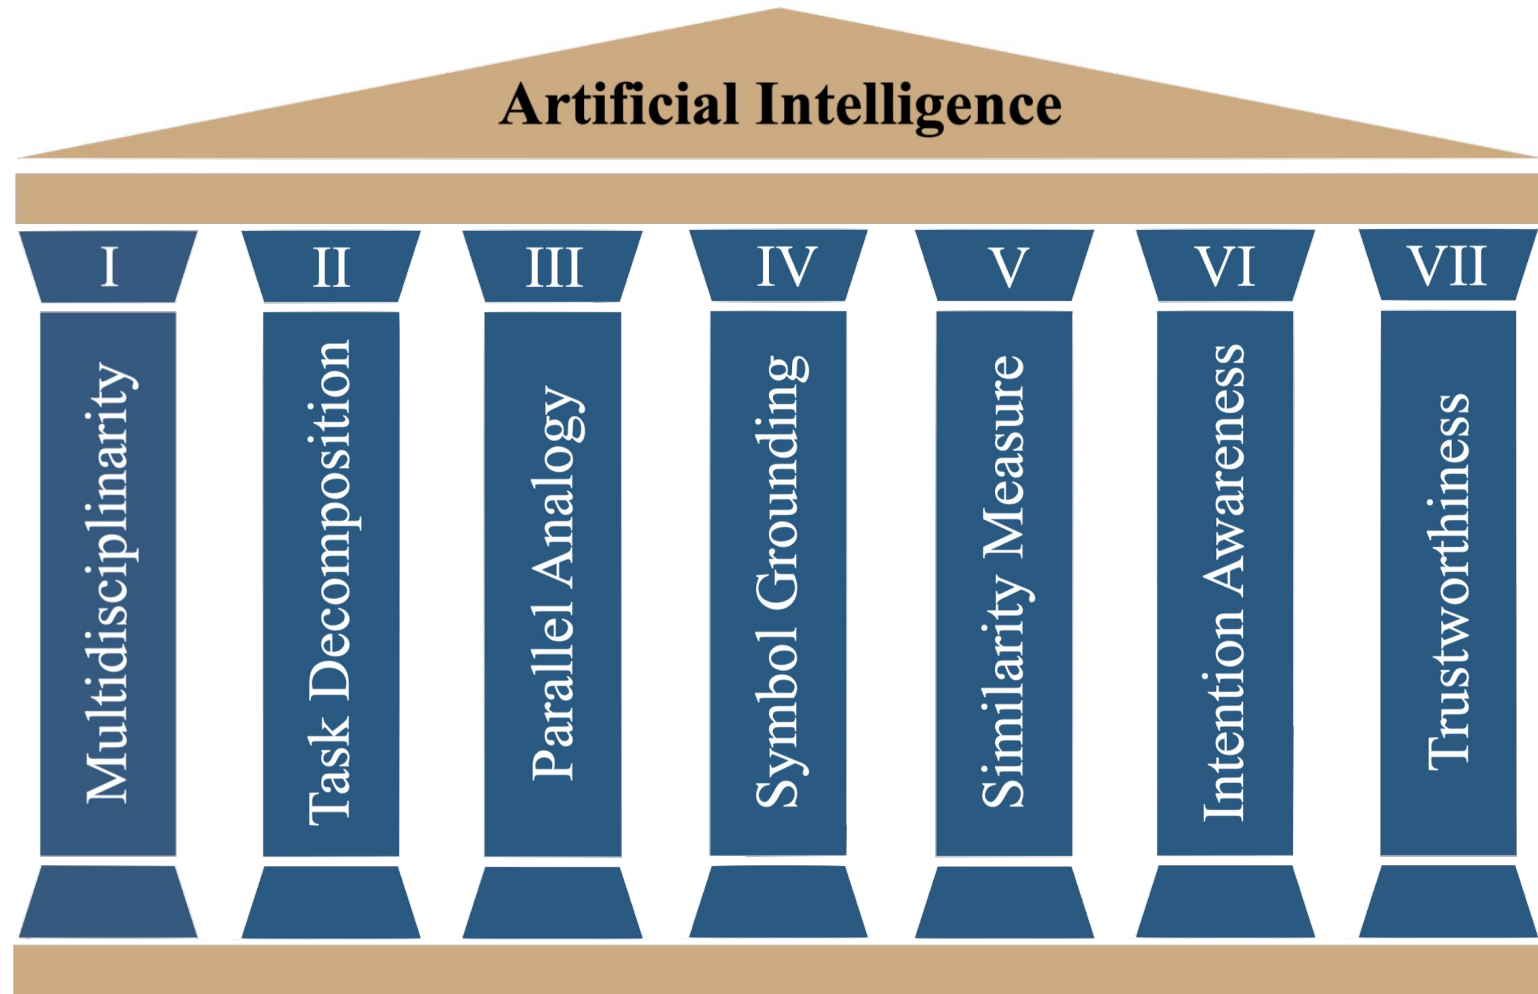 Artificial Intelligence
I
II
III
IV
V
VI
VII
Multidisciplinarity
Task Decomposition
Parallel Analogy
Symbol Grounding
Similarity Measure
Intention Awareness
Trustworthiness